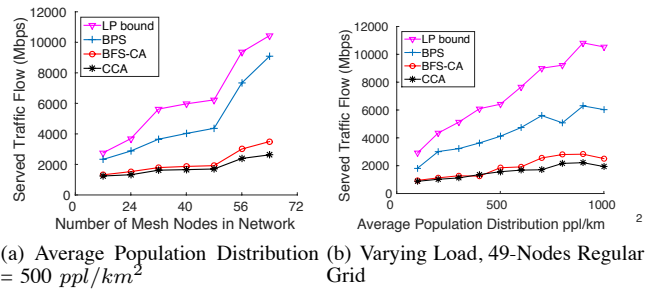 12000
10000
8000
6000
4000
2000
0
Served Traffic Flow (Mbps)
LP bound
BPS
BFS-CA
CCA
0 12 24 36 48 56 72
Number of Mesh Nodes in Network
12000
10000
8000
6000
4000
2000
0
Served Traffic Flow (Mbps)
LP bound
BPS
BFS-CA
CCA
0 500 1000
Average Population Distribution ppl/km 2
(a) Average Population Distribution
= 500 ppl/km²
(b) Varying Load, 49-Nodes Regular
Grid